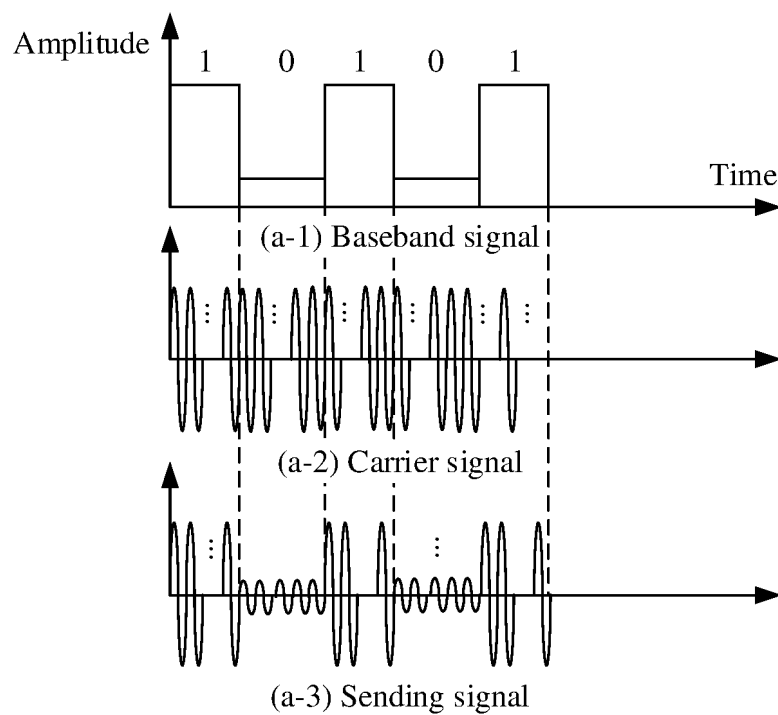 Amplitude
1 0 1 0 1
Time
(a-1) Baseband signal
... ... ... ... ... ...
(a-2) Carrier signal
... ...
(a-3) Sending signal